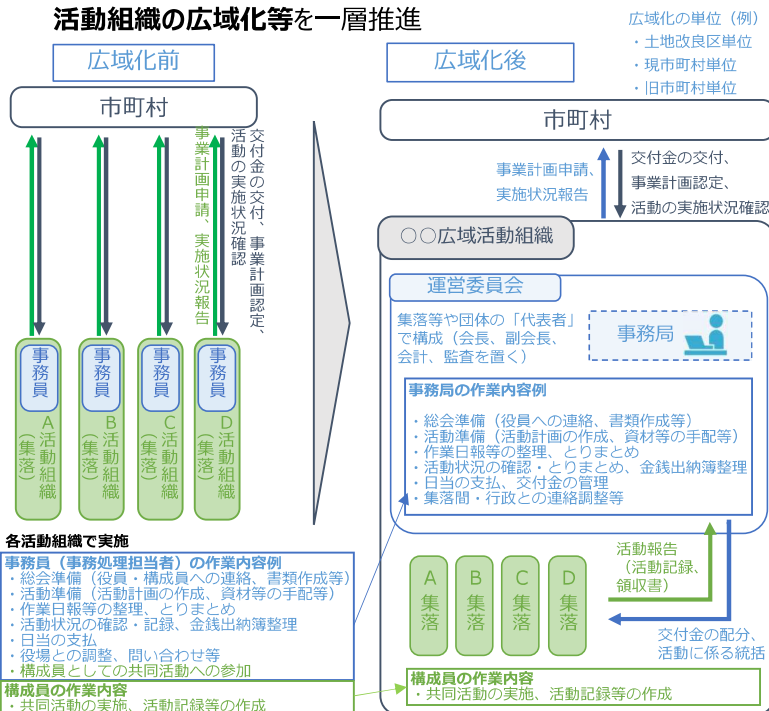 活動組織の広域化等を一層推進
広域化の単位（例）
・土地改良区単位
・現市町村単位
・旧市町村単位
広域化前
市町村
事業計画申請、実施状況報告
交付金の交付、事業計画認定、
活動の実施状況確認
事務員
A活動組織
（集落）
事務員
B活動組織
（集落）
事務員
C活動組織
（集落）
事務員
D活動組織
（集落）
各活動組織で実施
事務員（事務処理担当者）の作業内容例
・総会準備（役員・構成員への連絡、書類作成等）
・活動準備（活動計画の作成、資材等の手配等）
・作業日報等の整理、とりまとめ
・活動状況の確認・記録、金銭出納簿整理
・日当の支払
・役場との調整、問い合わせ等
・構成員としての共同活動への参加
構成員の作業内容
・共同活動の実施、活動記録等の作成
広域化後
市町村
事業計画申請、
実施状況報告
交付金の交付、
事業計画認定、
活動の実施状況確認
○○広域活動組織
運営委員会
集落等や団体の「代表者」
で構成（会長、副会長、
会計、監査を置く）
事務局
事務局の作業内容例
・総会準備（役員への連絡、書類作成等）
・活動準備（活動計画の作成、資材等の手配等）
・作業日報等の整理、とりまとめ
・活動状況の確認・とりまとめ、金銭出納簿整理
・日当の支払、交付金の管理
・集落間・行政との連絡調整等
A集落
B集落
C集落
D集落
活動報告
（活動記録、
領収書）
交付金の配分、
活動に係る統括
構成員の作業内容
・共同活動の実施、活動記録等の作成